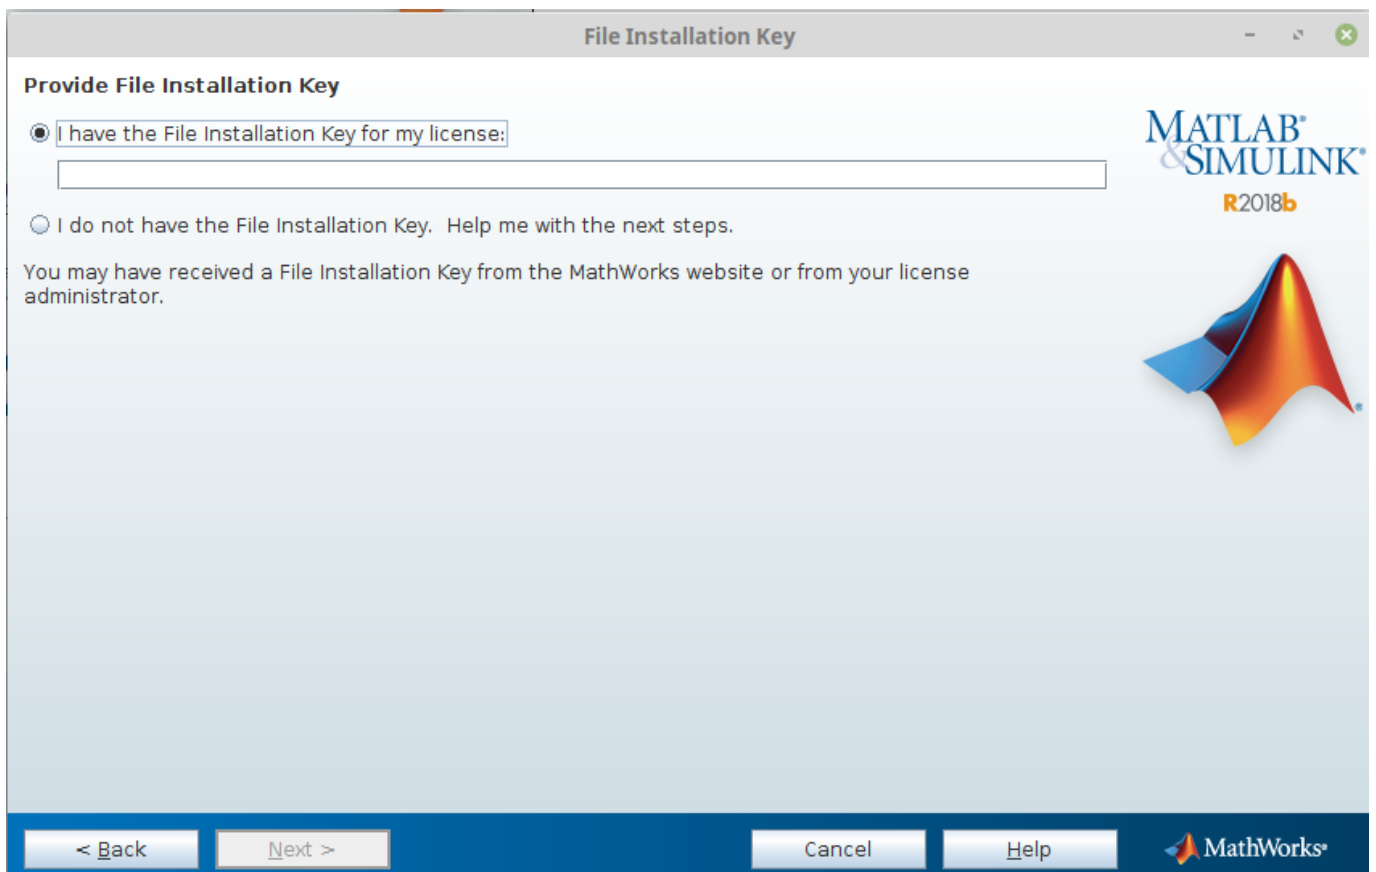 File Installation Key
Provide File Installation Key
I have the File Installation Key for my license:
I do not have the File Installation Key.  Help me with the next steps.
You may have received a File Installation Key from the MathWorks website or from your license
administrator.
MATLAB®
&SIMULINK®
R2018b
®
< Back
Next >
Cancel
Help
MathWorks®